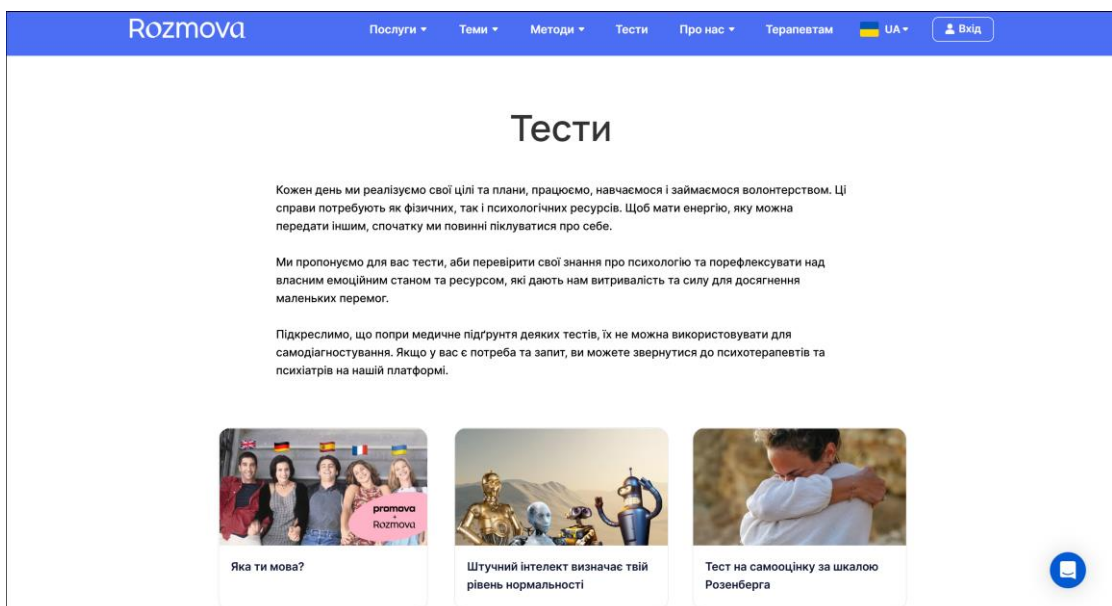 Rozmova
Послуги
Теми
Методи
Тести
Про нас
Терапевтам
UA
Вхід
Тести
Кожен день ми реалізуємо свої цілі та плани, працюємо, навчаємося і займаємося волонтерством. Ці
справи потребують як фізичних, так і психологічних ресурсів. Щоб мати енергію, яку можна
передати іншим, спочатку ми повинні піклуватися про себе.
Ми пропонуємо для вас тести, аби перевірити свої знання про психологію та порефлексувати над
власним емоційним станом та ресурсом, які дають нам витривалість та силу для досягнення
маленьких перемог.
Підкреслимо, що попри медичне підґрунтя деяких тестів, їх не можна використовувати для
самодіагностування. Якщо у вас є потреба та запит, ви можете звернутися до психотерапевтів та
психіатрів на нашій платформі.
promova
+
Rozmova
Яка ти мова?
Штучний інтелект визначає твій
рівень нормальності
Тест на самооцінку за шкалою
Розенберга